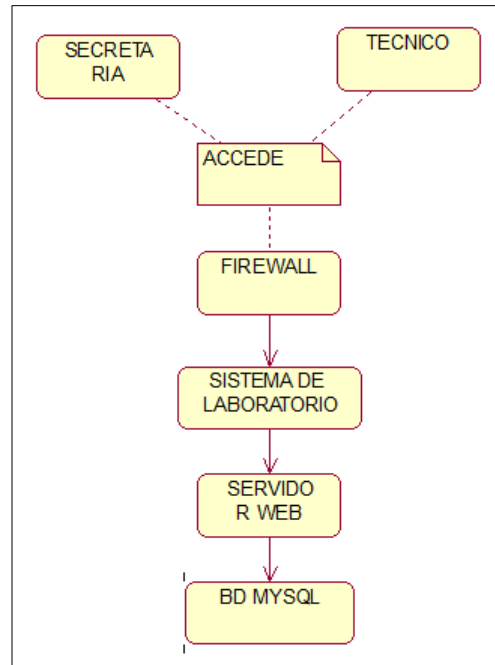 SECRETA
RIA
TECNICO
ACCEDE
FIREWALL
SISTEMA DE
LABORATORIO
SERVIDO
R WEB
BD MYSQL